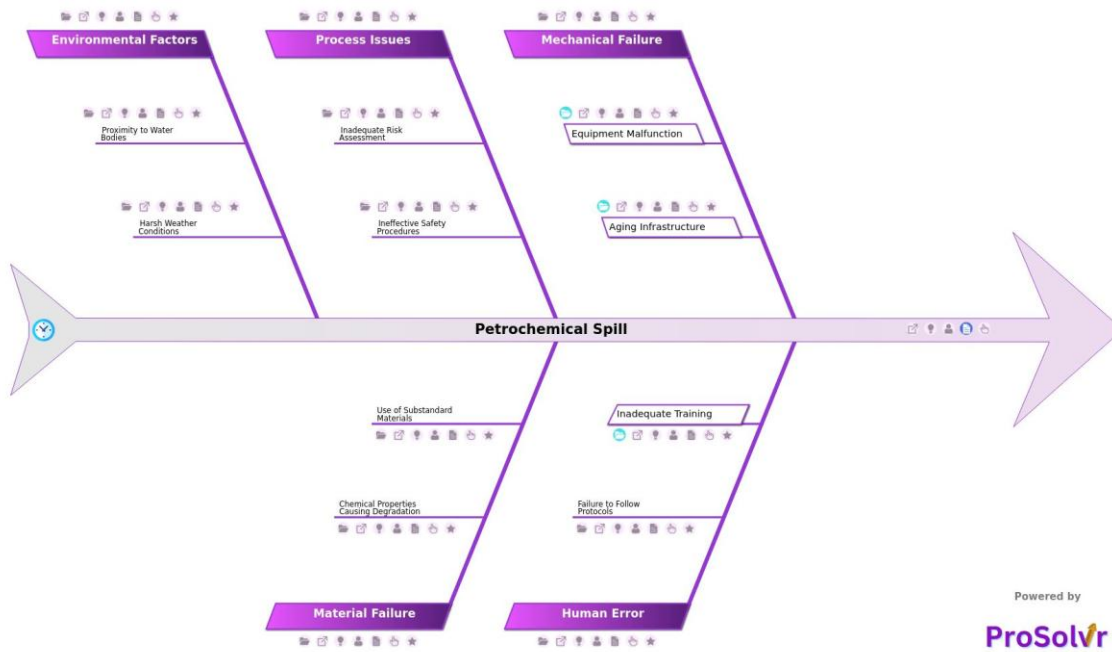 Environmental Factors
Process Issues
Mechanical Failure
Proximity to Water
Bodies
Inadequate Risk
Assessment
Equipment Malfunction
Harsh Weather
Conditions
Ineffective Safety
Procedures
Aging Infrastructure
Petrochemical Spill
Use of Substandard
Materials
Inadequate Training
Chemical Properties
Causing Degradation
Failure to Follow
Protocols
Material Failure
Human Error
Powered by
ProSolvr